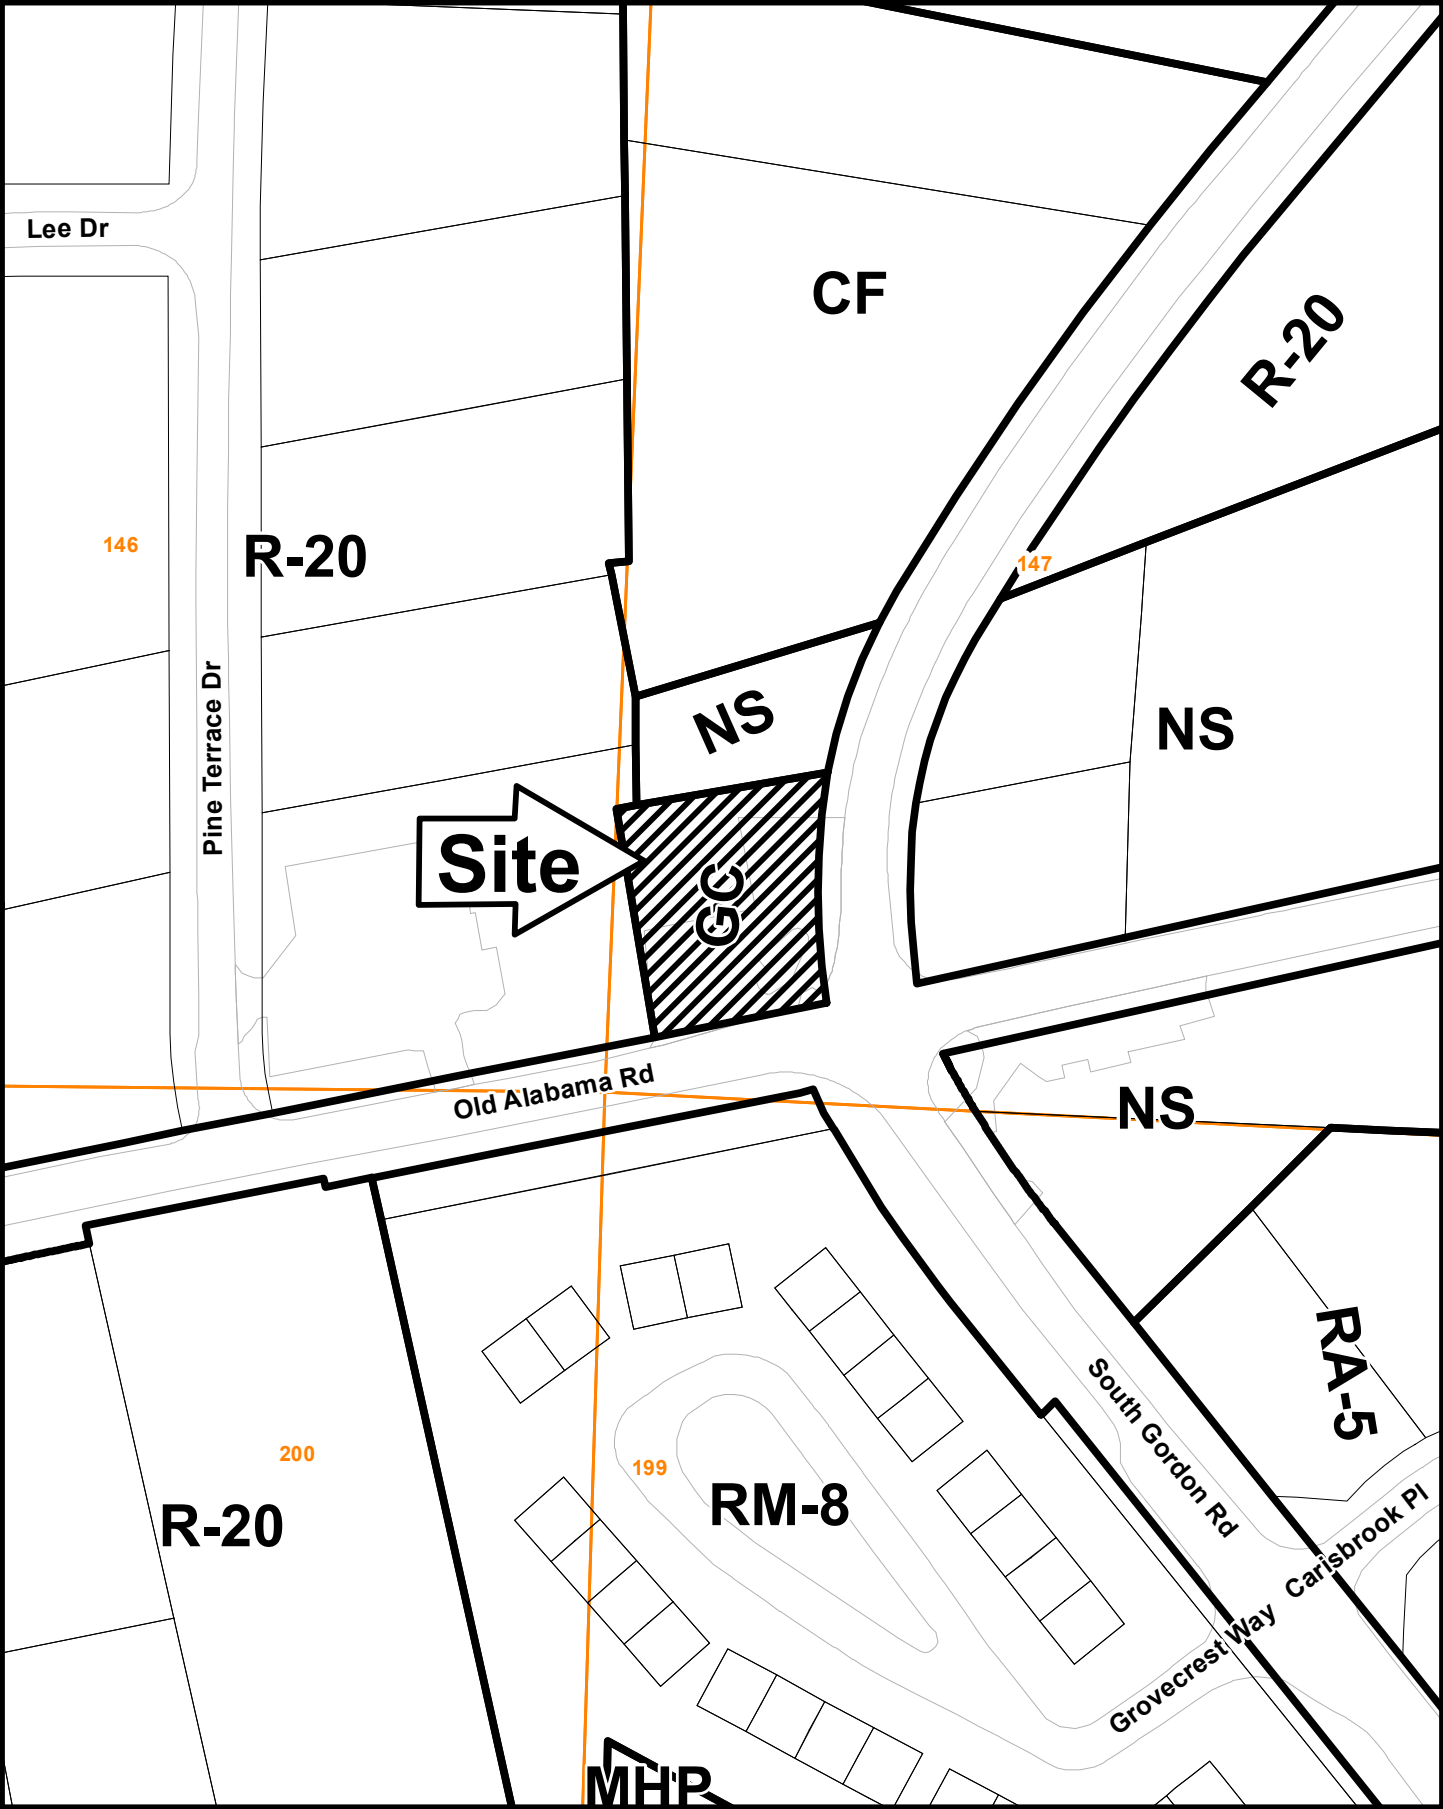 Lee Dr
CF
R-20
146
R-20
147
Pine Terrace Dr
NS
NS
Site
GC
Old Alabama Rd
NS
RA-5
South Gordon Rd
200
199
R-20
RM-8
Carisbrook Pl
Grovecrest Way
MHP